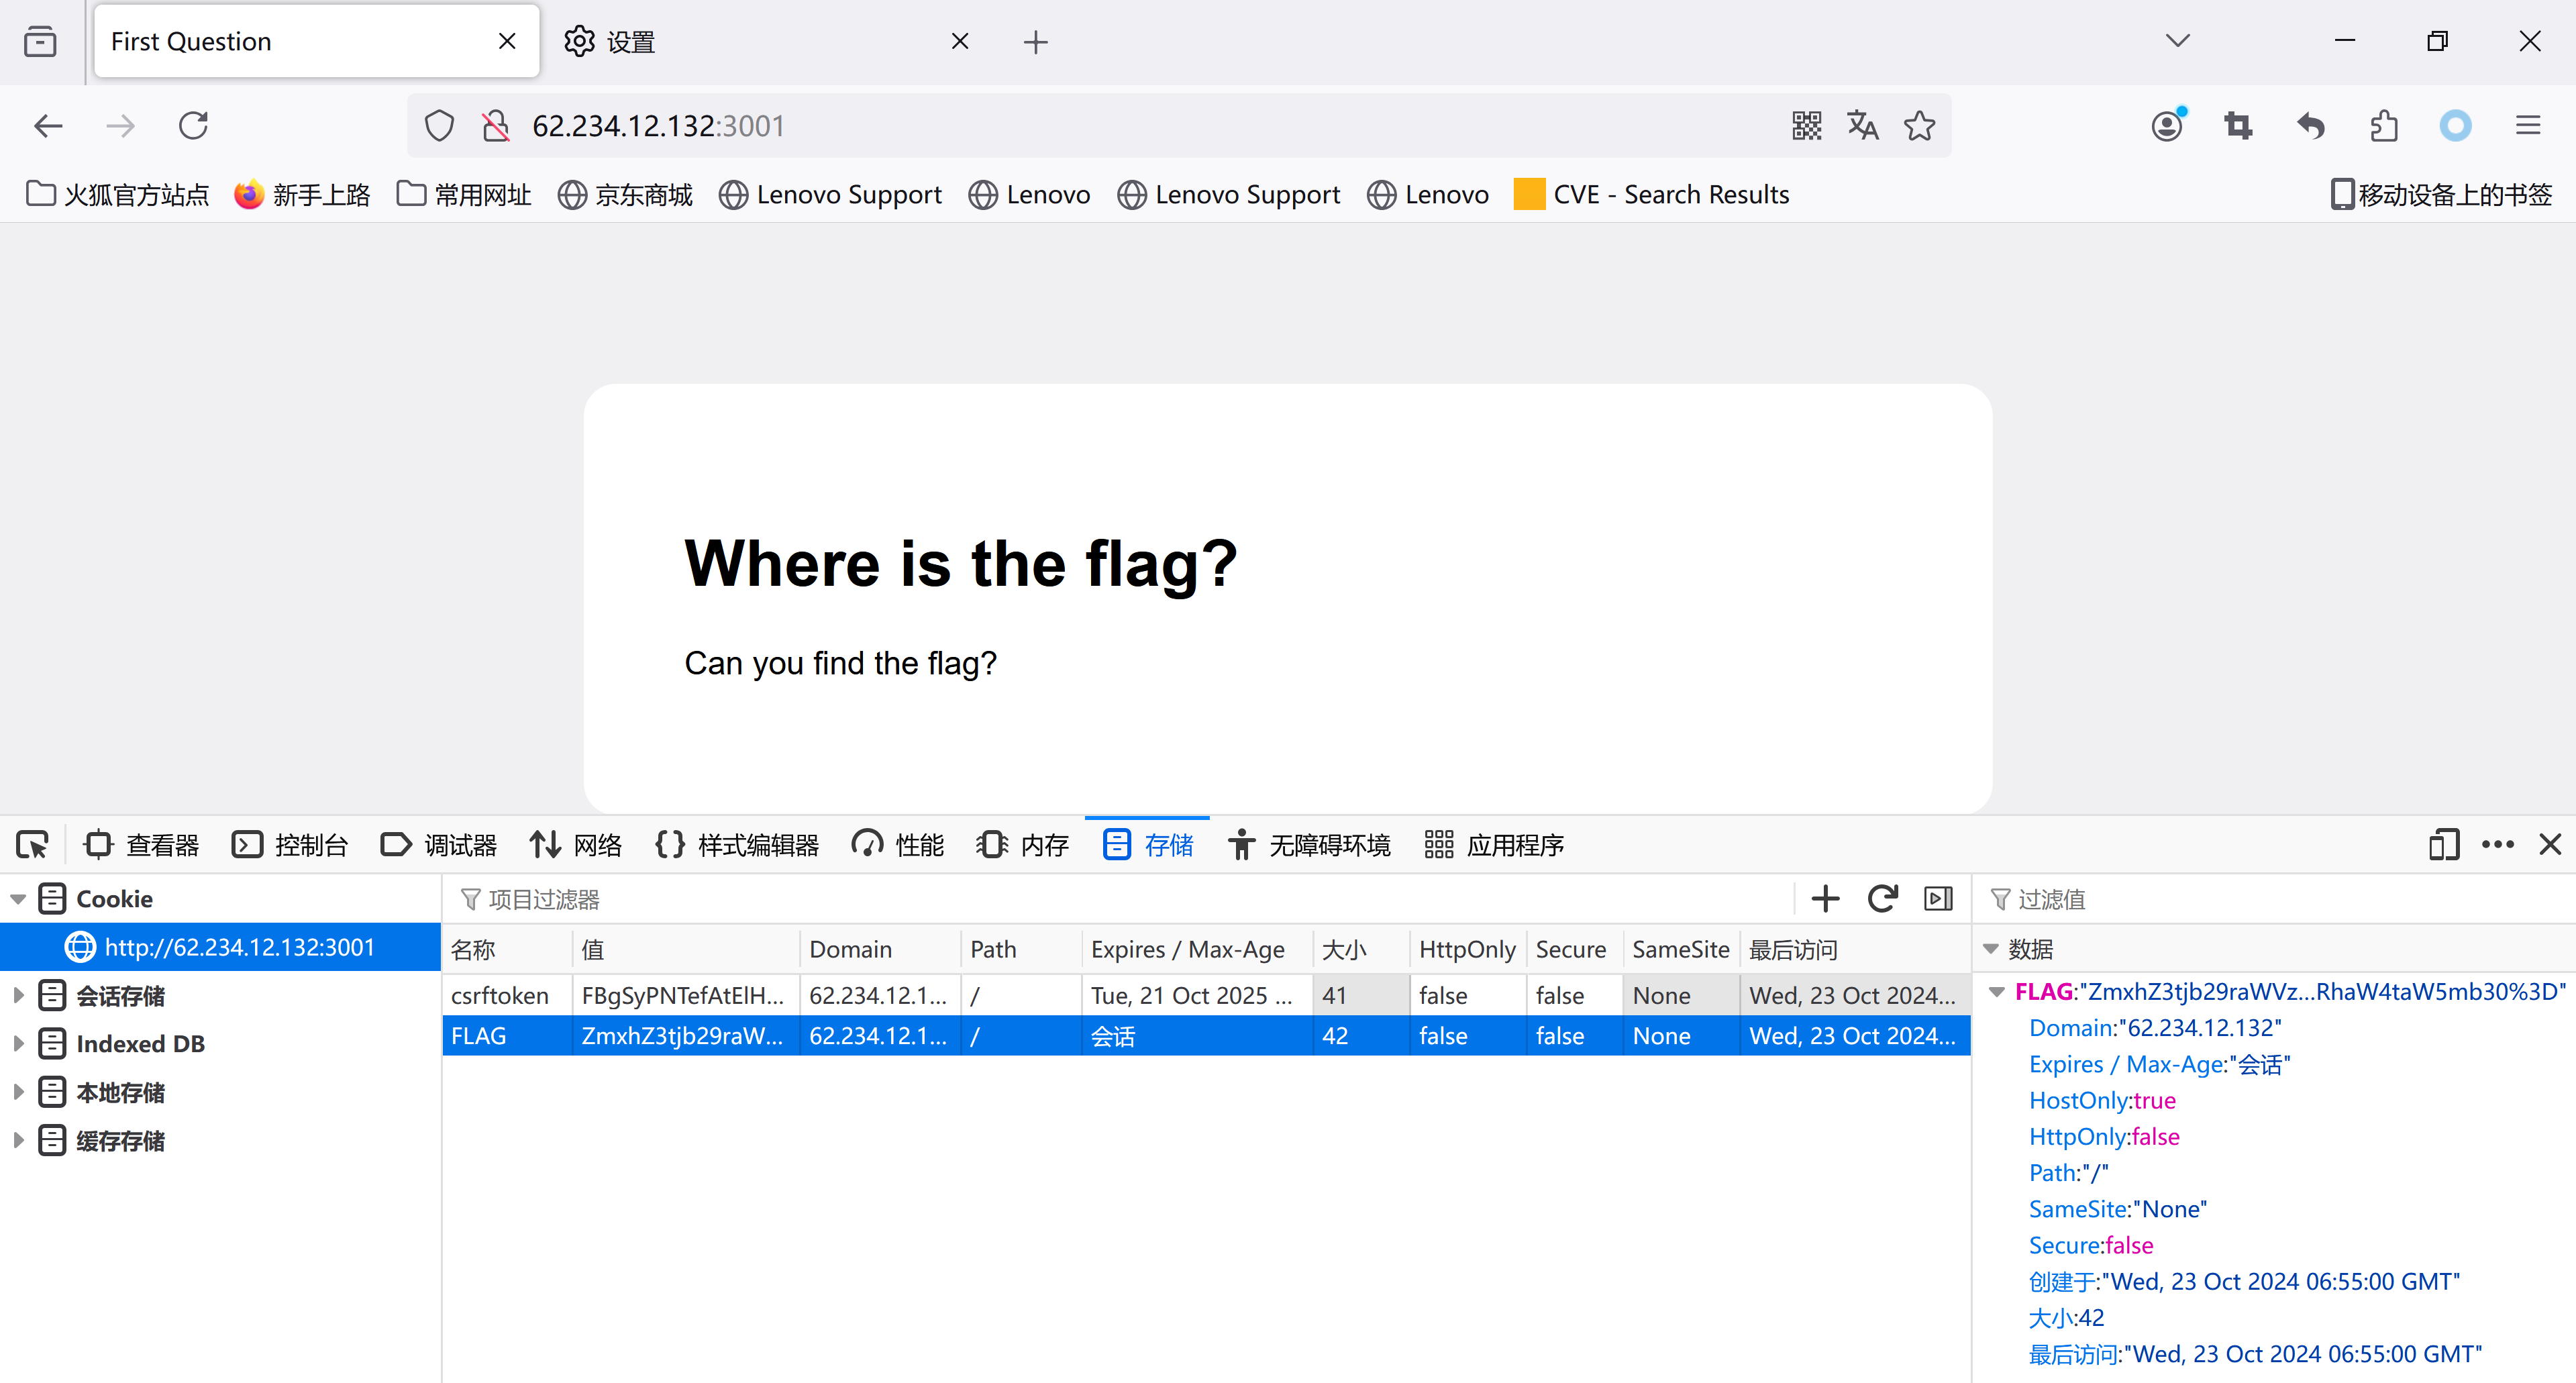 First Question
设置
62.234.12.132:3001
火狐官方站点 新手上路 常用网址 京东商城 Lenovo Support Lenovo Lenovo Support Lenovo CVE - Search Results 移动设备上的书签
Where is the flag?
Can you find the flag?
查看器 控制台 调试器 网络 样式编辑器 性能 内存 存储 无障碍环境 应用程序
Cookie
http://62.234.12.132:3001
会话存储
Indexed DB
本地存储
缓存存储
项目过滤器
名称 值 Domain Path Expires / Max-Age 大小 HttpOnly Secure SameSite 最后访问
csrftoken FBgSyPNTefAtElH... 62.234.12.1... / Tue, 21 Oct 2025 ... 41 false false None Wed, 23 Oct 2024...
FLAG ZmxhZ3tjb29raW... 62.234.12.1... / 会话 42 false false None Wed, 23 Oct 2024...
过滤值
数据
FLAG:"ZmxhZ3tjb29raWVz...RhaW4taW5mb30%3D"
Domain:"62.234.12.132"
Expires / Max-Age:"会话"
HostOnly:true
HttpOnly:false
Path:"/"
SameSite:"None"
Secure:false
创建于:"Wed, 23 Oct 2024 06:55:00 GMT"
大小:42
最后访问:"Wed, 23 Oct 2024 06:55:00 GMT"